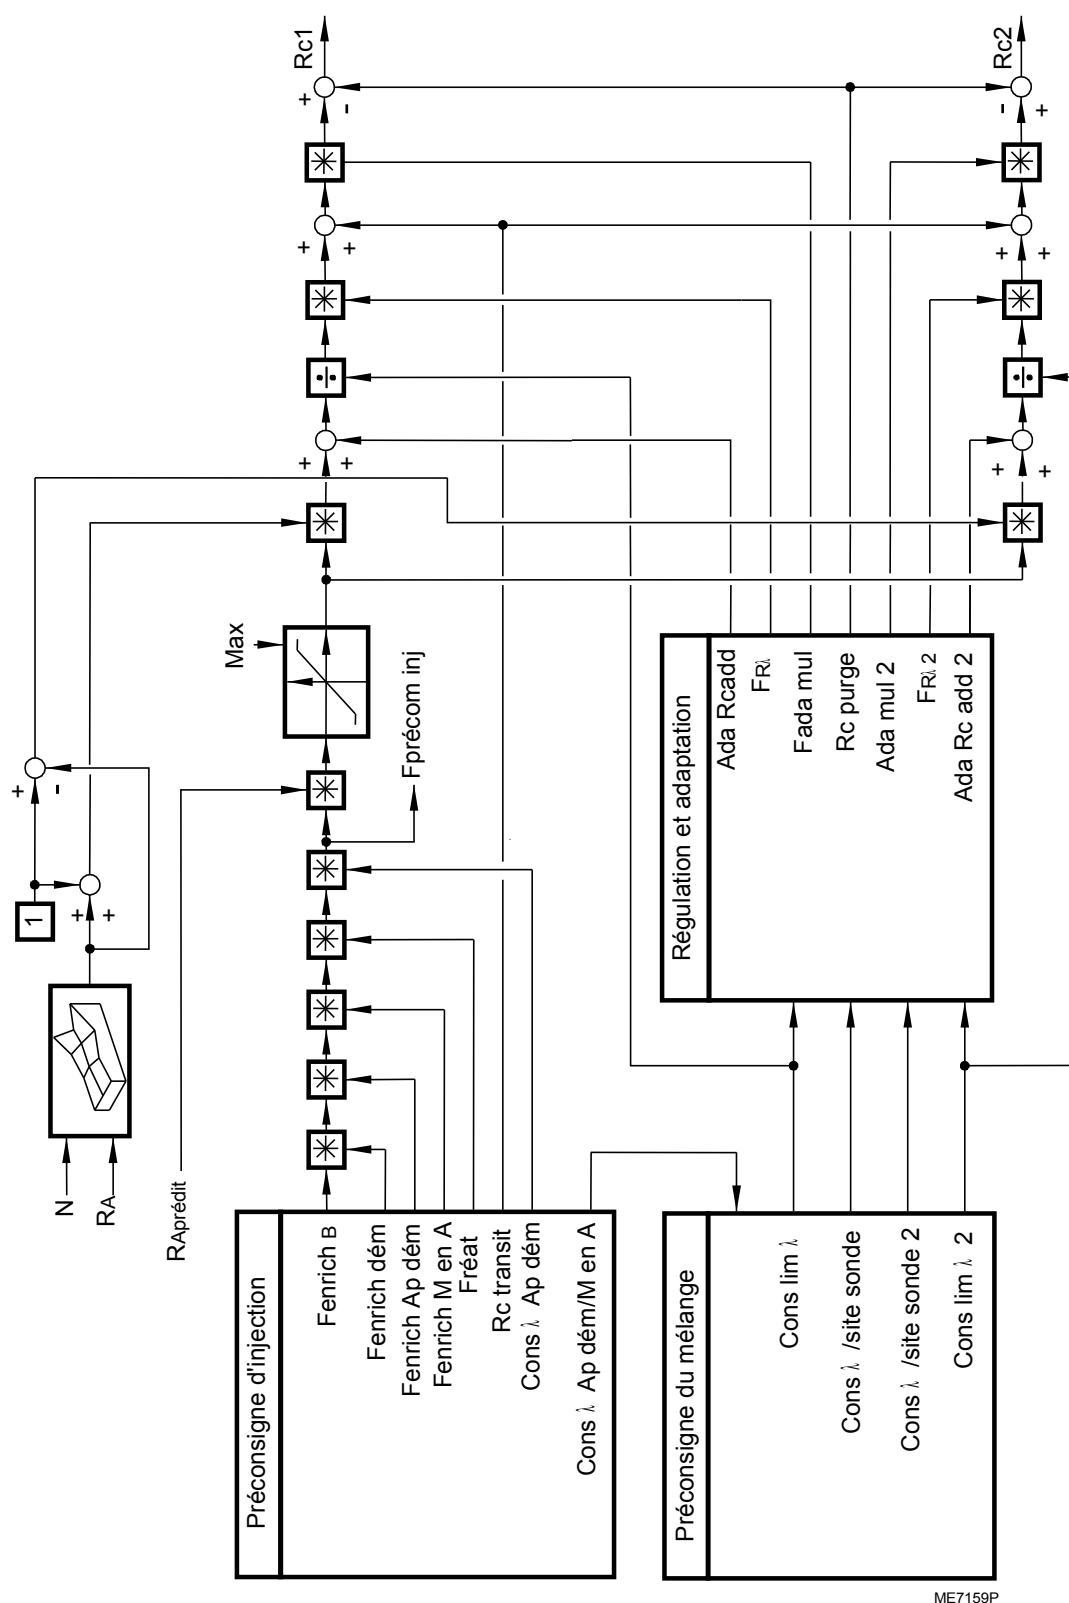 Rc1
Rc2
+
-
-
+
+
+
+
+
+
+
+
+
Max
Fprécom inj
+
-
1
+
+
N
RA
RAprédit
Régulation et adaptation
Ada Rcadd
FRλ
Fada mul
Rc purge
Ada mul 2
FRλ 2
Ada Rc add 2
Préconsigne d'injection
Fenrich B
Fenrich dém
Fenrich Ap dém
Fenrich M en A
Fréat
Rc transit
Cons λ Ap dém
Cons λ Ap dém/M en A
Préconsigne du mélange
Cons lim λ
Cons λ /site sonde
Cons λ /site sonde 2
Cons lim λ 2
ME7159P